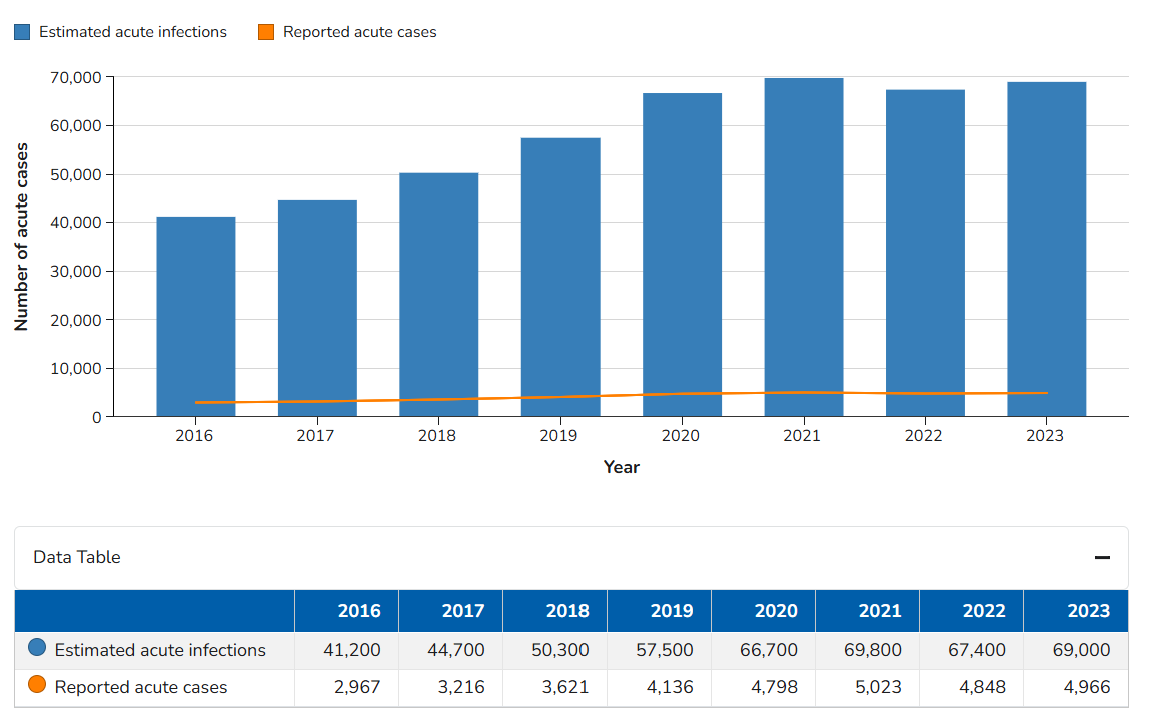 Estimated acute infections Reported acute cases
70,000
60,000
50,000
40,000
30,000
20,000
10,000
0
Number of acute cases
2016 2017 2018 2019 2020 2021 2022 2023
Year
Data Table
2016 2017 2018 2019 2020 2021 2022 2023
Estimated acute infections 41,200 44,700 50,300 57,500 66,700 69,800 67,400 69,000
Reported acute cases 2,967 3,216 3,621 4,136 4,798 5,023 4,848 4,966